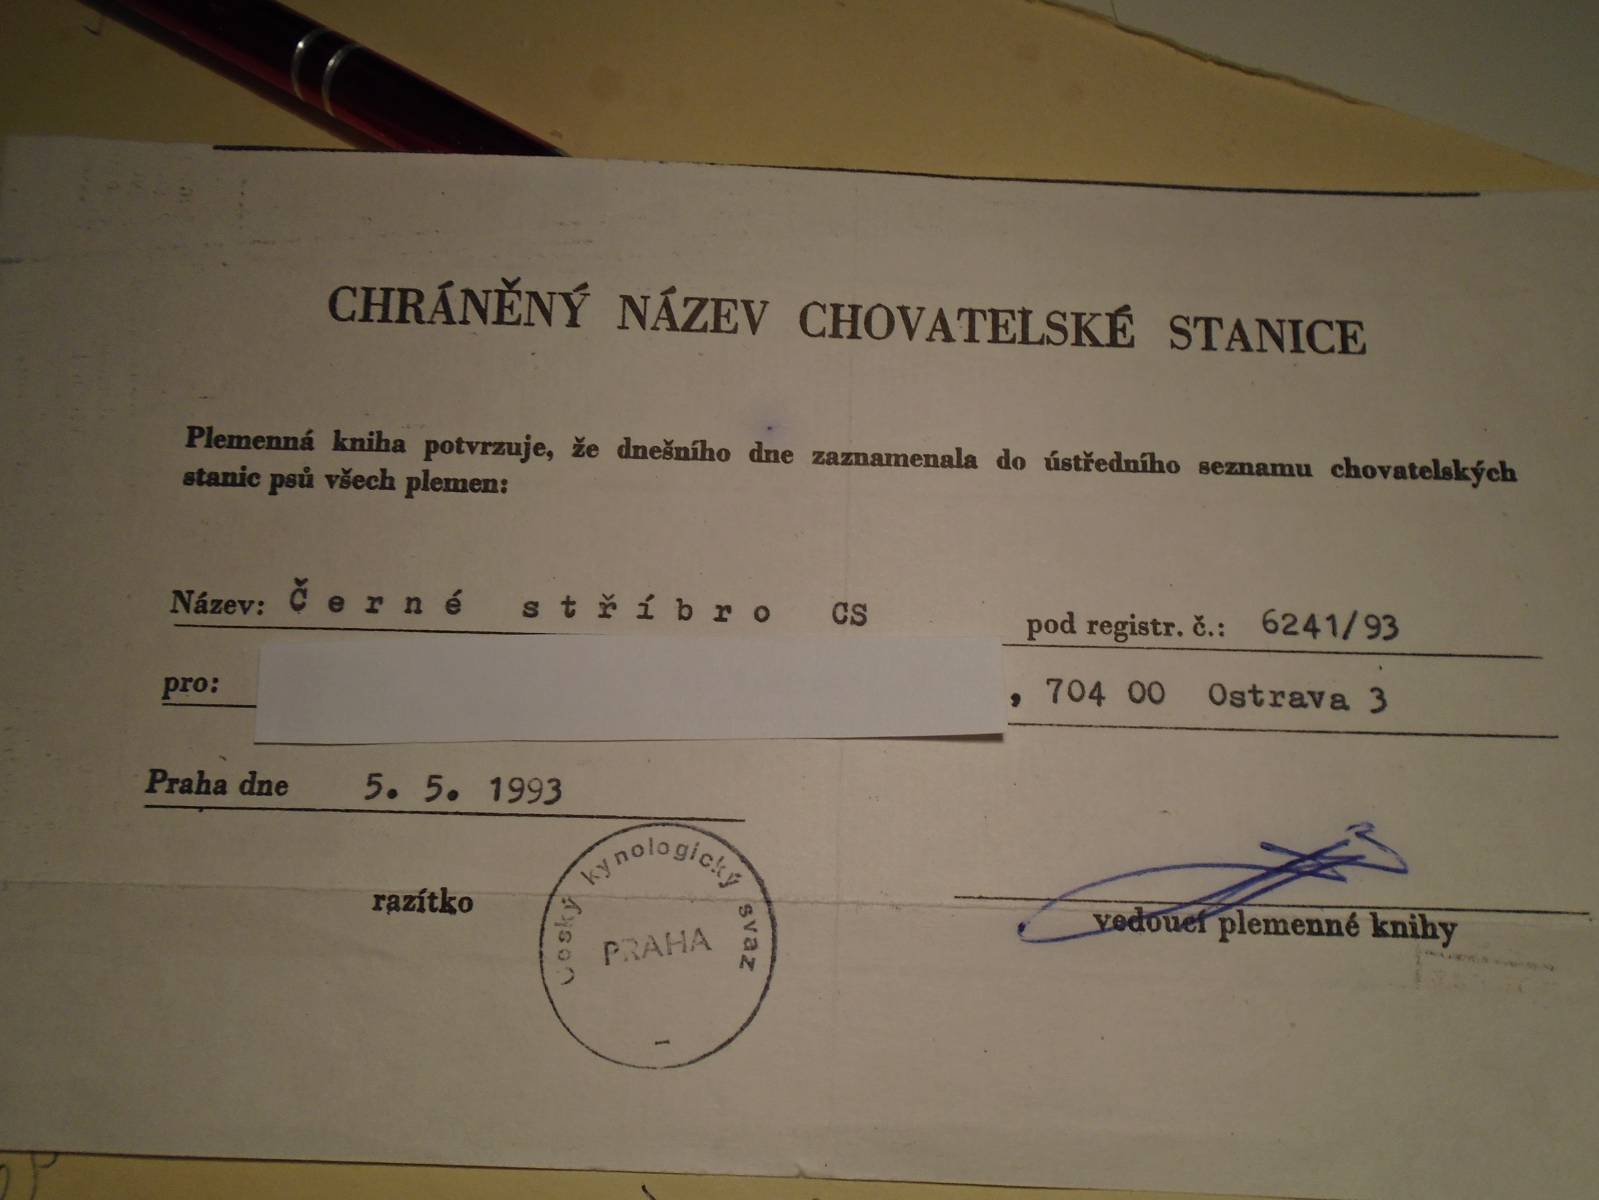 CHRÁNĚNÝ NÁZEV CHOVATELSKÉ STANICE
Plemenná kniha potvrzuje, že dnešního dne zaznamenala do ústředního seznamu chovatelských
stanic psů všech plemen:
Název: Černé stříbro CS pod registr. č.: 6241/93
pro: , 704 00 Ostrava 3
Praha dne 5. 5. 1993
razítko
Český kynologický svaz
PRAHA
vedoucí plemenné knihy